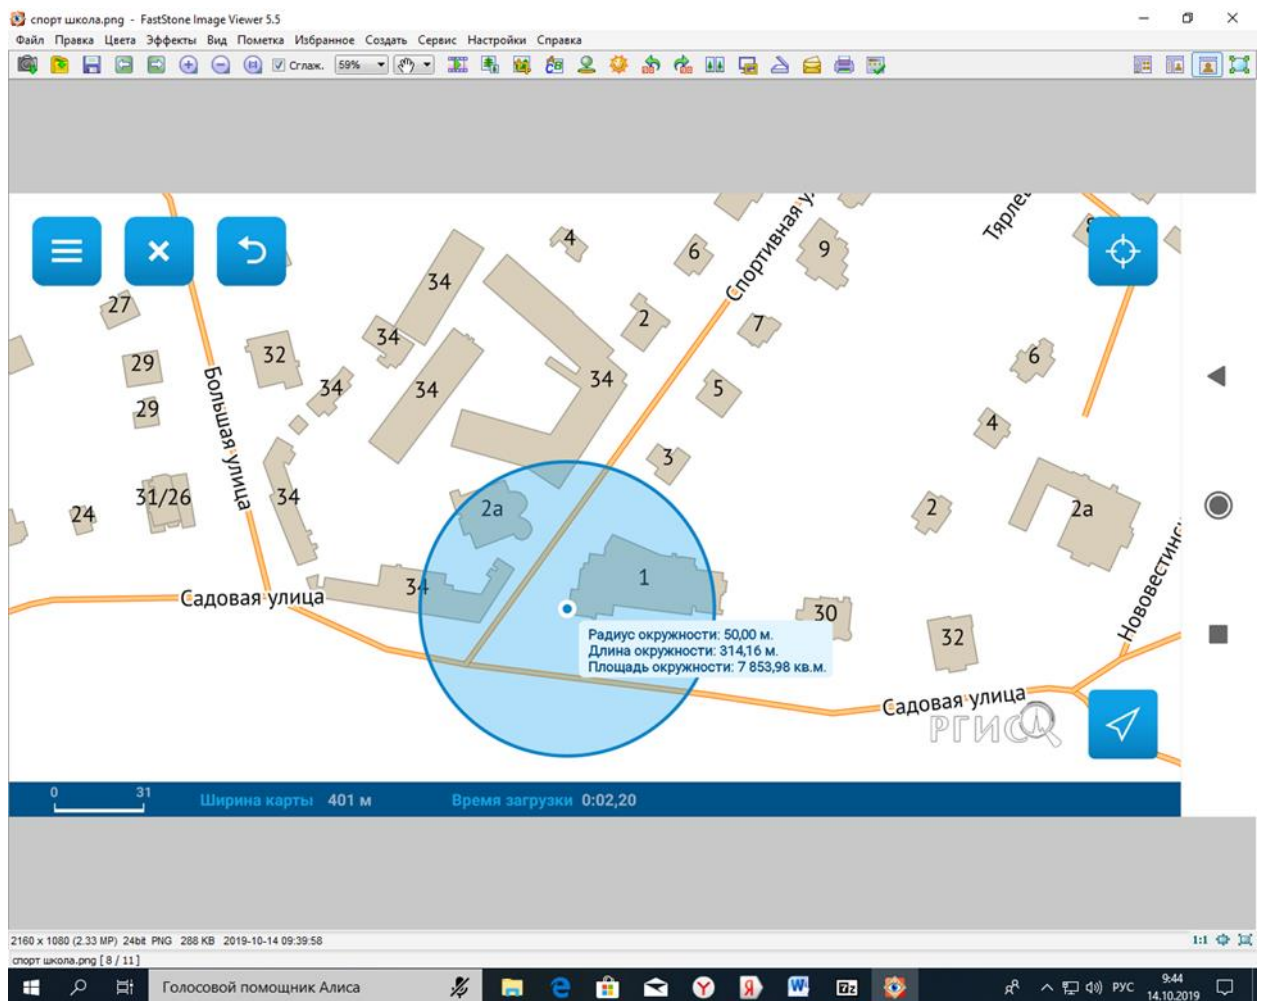 спорт школа.png - FastStone Image Viewer 5.5
Файл Правка Цвета Эффекты Вид Пометка Избранное Создать Сервис Настройки Справка
Сглаж. 59%
4
6
Спортивная у
9
Тярле
8
34
27
2
7
34
32
29
34
34
34
5
6
29
Большая улица
3
4
31/26
34
24
2а
2
2а
1
34
Садовая улица
30
Нововестинс
Радиус окружности: 50,00 м.
Длина окружности: 314,16 м.
Площадь окружности: 7 853,98 кв.м.
32
Садовая улица
РГИС
0 31
Ширина карты 401 м
Время загрузки 0:02,20
2160 x 1080 (2.33 MP) 24bit PNG 288 KB 2019-10-14 09:39:58
1:1
спорт школа.png [ 8 / 11 ]
Голосовой помощник Алиса
РУС
9:44
14.10.2019